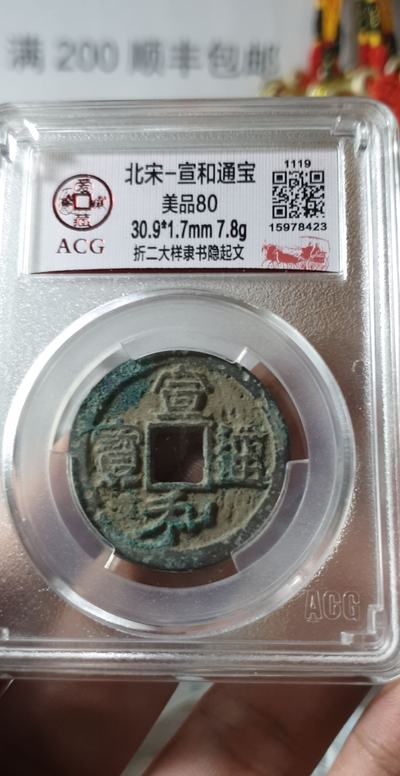 满 200 顺丰包邮
北宋-宣和通宝
美品80
30.9*1.7mm 7.8g
折二大样隶书隐起文
ACG
1119
15978423
宣
寳 通
和
ACG